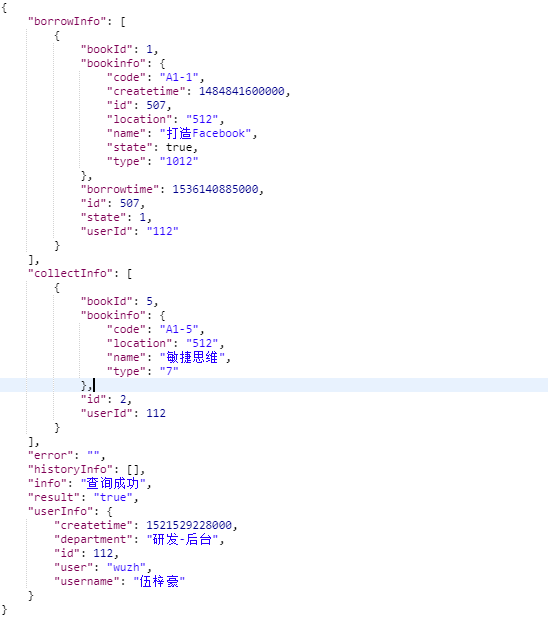 {
    "borrowInfo": [
        {
            "bookId": 1,
            "bookinfo": {
                "code": "A1-1",
                "createtime": 1484841600000,
                "id": 507,
                "location": "512",
                "name": "打造Facebook",
                "state": true,
                "type": "1012"
            },
            "borrowtime": 1536140885000,
            "id": 507,
            "state": 1,
            "userId": "112"
        }
    ],
    "collectInfo": [
        {
            "bookId": 5,
            "bookinfo": {
                "code": "A1-5",
                "location": "512",
                "name": "敏捷思维",
                "type": "7"
            },
            "id": 2,
            "userId": 112
        }
    ],
    "error": "",
    "historyInfo": [],
    "info": "查询成功",
    "result": "true",
    "userInfo": {
        "createtime": 1521529228000,
        "department": "研发-后台",
        "id": 112,
        "user": "wuzh",
        "username": "伍梓豪"
    }
}